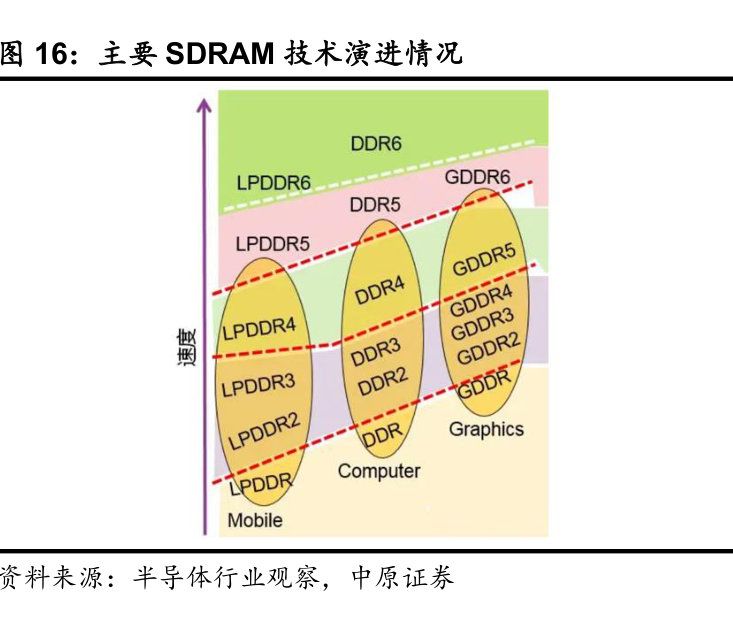 图 16：主要 SDRAM 技术演进情况
DDR6
LPDDR6
GDDR6
DDR5
LPDDR5
GDDR5
DDR4
GDDR4
LPDDR4
GDDR3
DDR3
GDDR2
LPDDR3
DDR2
GDDR
LPDDR2
DDR
LPDDR
速度
Graphics
Computer
Mobile
资料来源：半导体行业观察，中原证券